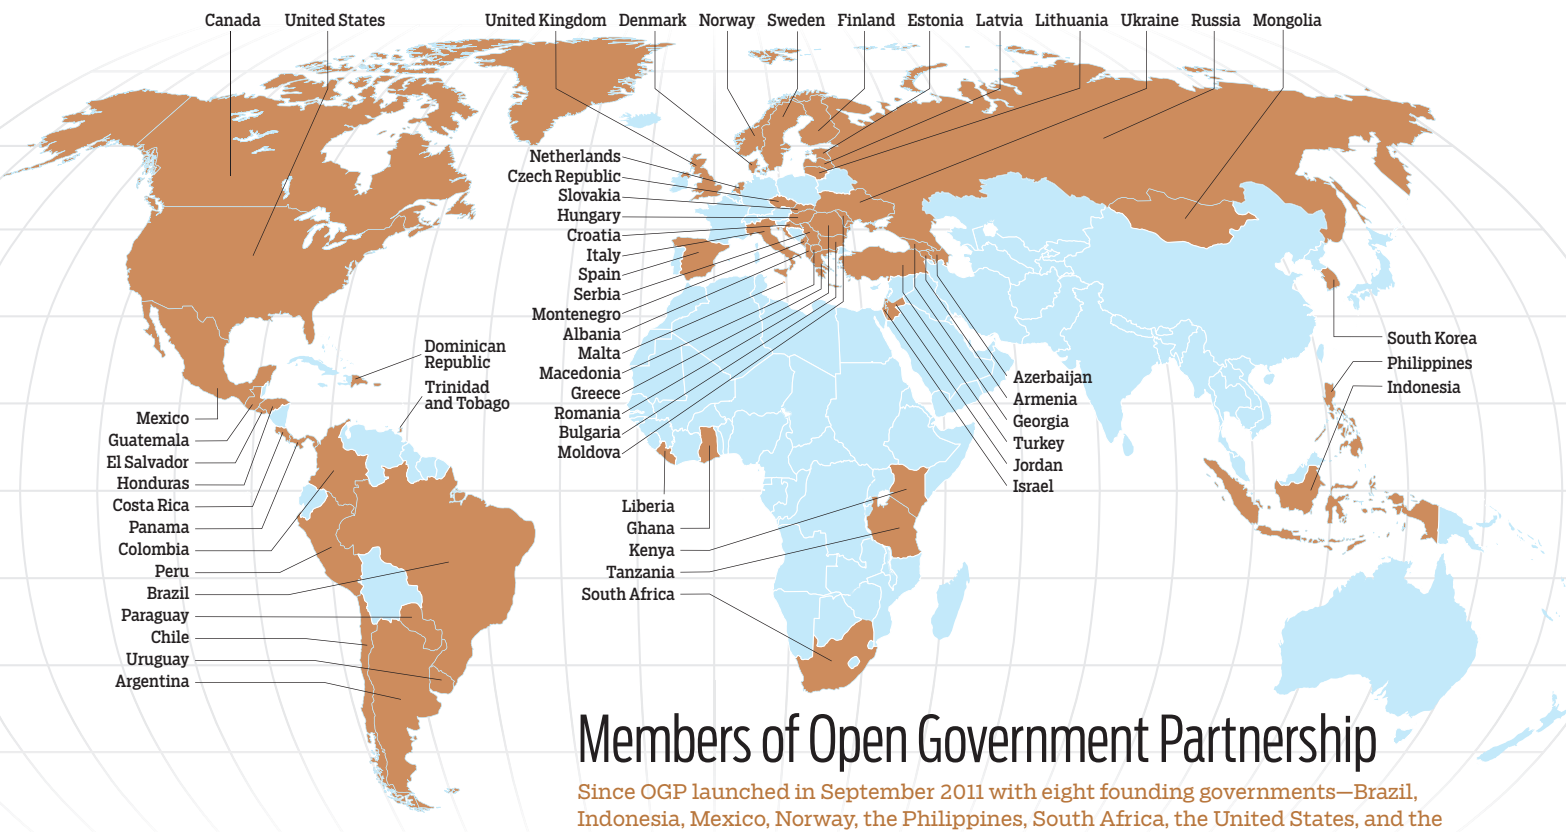 Canada United States United Kingdom Denmark Norway Sweden Finland Estonia Latvia Lithuania Ukraine Russia Mongolia
Netherlands
Czech Republic
Slovakia
Hungary
Croatia
Italy
Spain
Serbia
Montenegro
Albania
Malta
Macedonia
Greece
Romania
Bulgaria
Moldova
Dominican
Republic
Trinidad
and Tobago
Mexico
Guatemala
El Salvador
Honduras
Costa Rica
Panama
Colombia
Peru
Brazil
Paraguay
Chile
Uruguay
Argentina
Liberia
Ghana
Kenya
Tanzania
South Africa
Azerbaijan
Armenia
Georgia
Turkey
Jordan
Israel
South Korea
Philippines
Indonesia
Members of Open Government Partnership
Since OGP launched in September 2011 with eight founding governments—Brazil,
Indonesia, Mexico, Norway, the Philippines, South Africa, the United States, and the